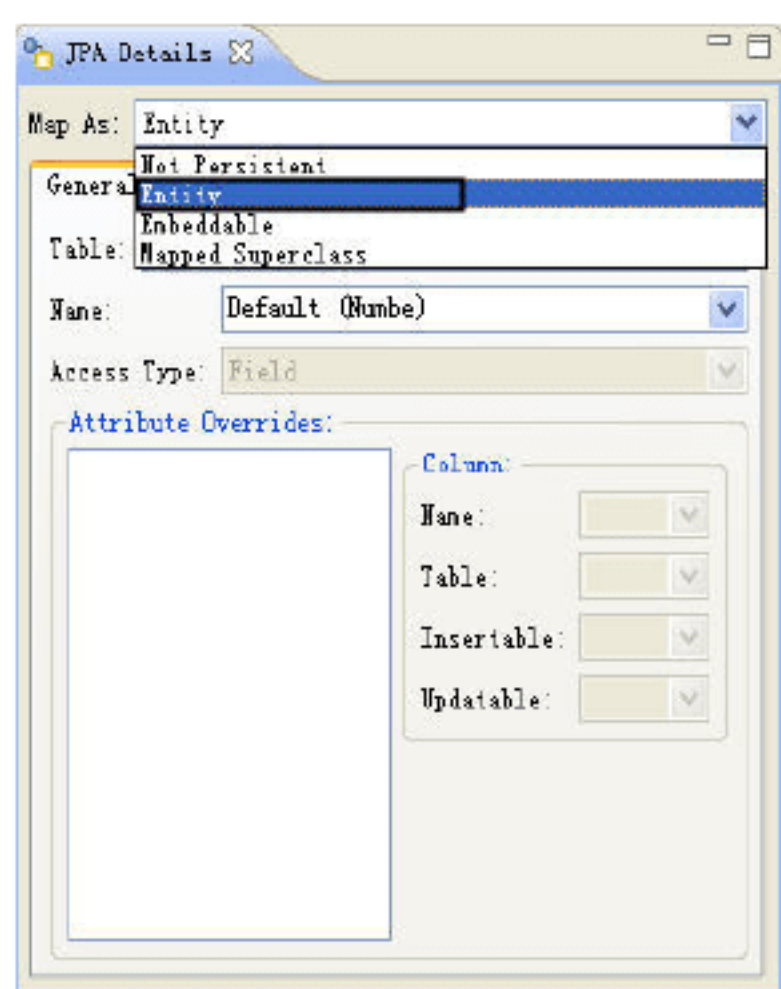 JPA Details
Map As: Entity
Not Persistent
General
Entity
Embeddable
Table:
Mapped Superclass
Name: Default (Numbe)
Access Type: Field
Attribute Overrides:
Column:
Name:
Table:
Insertable:
Updatable: